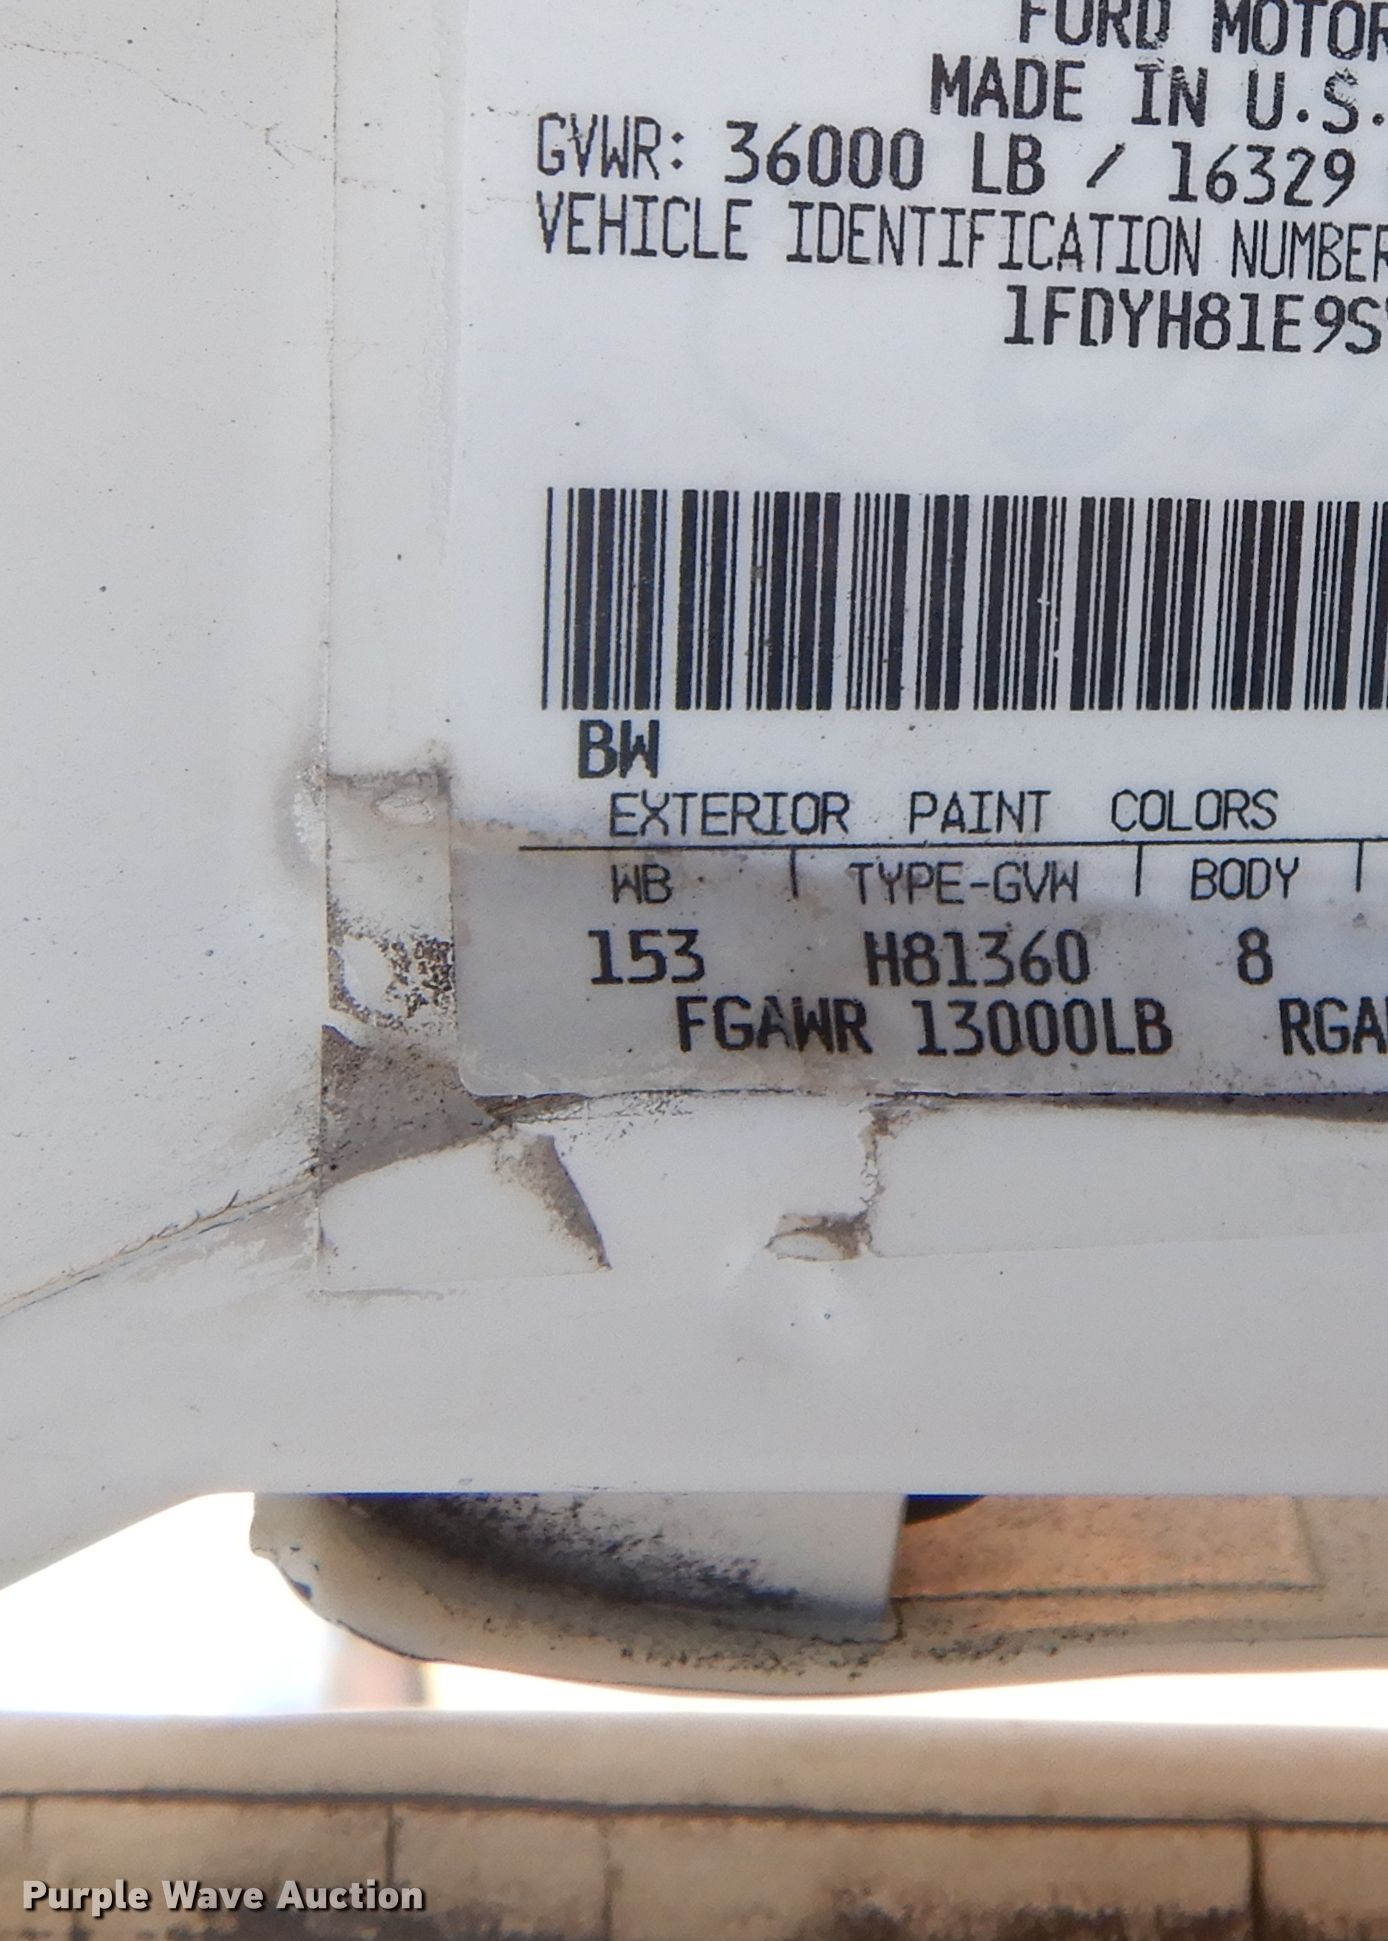 FORD MOTOR
MADE IN U.S.
GVWR: 36000 LB / 16329
VEHICLE IDENTIFICATION NUMBER
1FDYH81E9S
BW
EXTERIOR PAINT COLORS
WB TYPE-GVW BODY
153 H81360 8
FGAWR 13000LB RGA
Purple Wave Auction